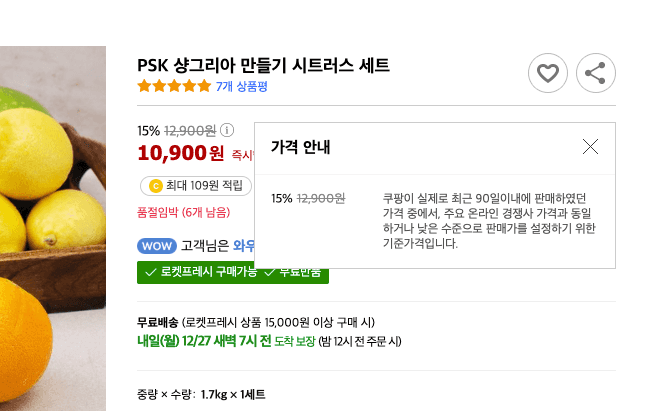 PSK 샹그리아 만들기 시트러스 세트
7개 상품평
15% 12,900원
10,900원 즉시
가격 안내
15% 12,900원
쿠팡이 실제로 최근 90일이내에 판매하였던
가격 중에서, 주요 온라인 경쟁사 가격과 동일
하거나 낮은 수준으로 판매가를 설정하기 위한
기준가격입니다.
최대 109원 적립
품절임박 (6개 남음)
WOW 고객님은 와우
로켓프레시 구매가능 무료반품
무료배송 (로켓프레시 상품 15,000원 이상 구매 시)
내일(월) 12/27 새벽 7시 전 도착 보장 (밤 12시 전 주문 시)
중량 × 수량: 1.7kg × 1세트